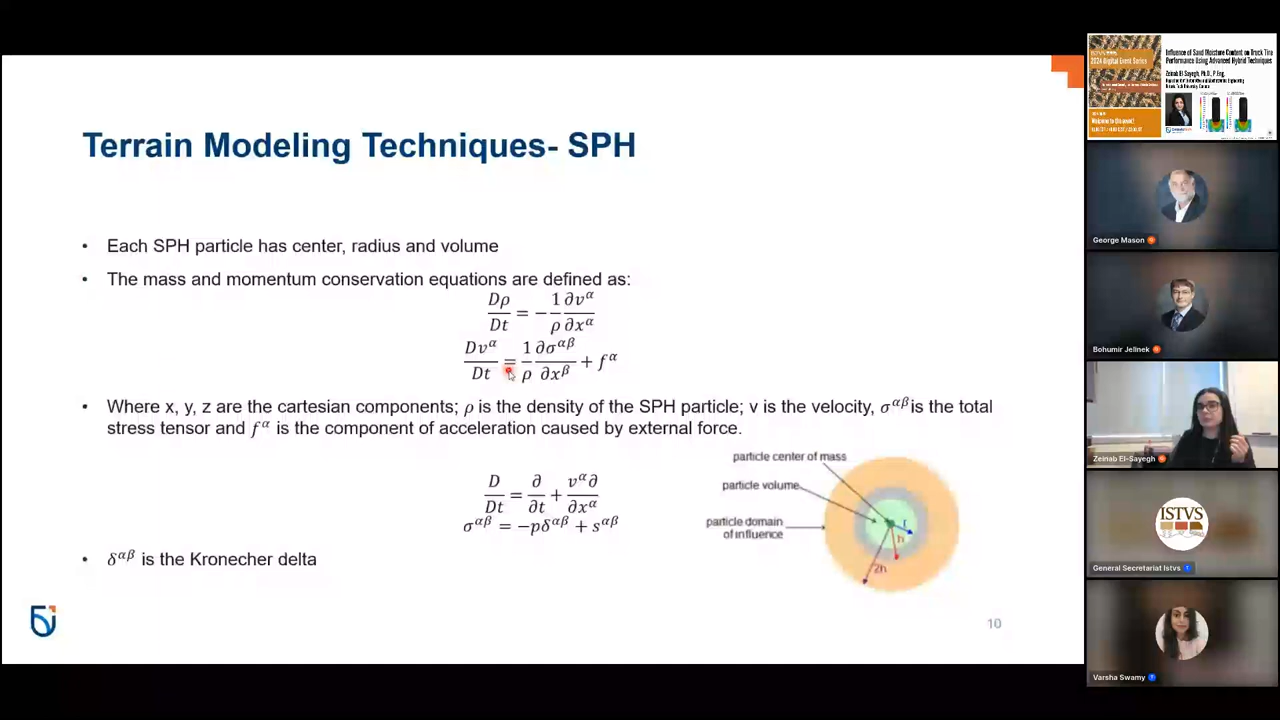 Terrain Modeling Techniques- SPH
• Each SPH particle has center, radius and volume
• The mass and momentum conservation equations are defined as:
Dρ/Dt = −1/ρ ∂v^α/∂x^α
Dv^α/Dt = 1/ρ ∂σ^αβ/∂x^β + f^α
• Where x, y, z are the cartesian components; ρ is the density of the SPH particle; v is the velocity, σ^αβ is the total
stress tensor and f^α is the component of acceleration caused by external force.
D/Dt = ∂/∂t + v^α∂/∂x^α
σ^αβ = −pδ^αβ + s^αβ
• δ^αβ is the Kronecher delta
particle center of mass
particle volume
particle domain
of influence
r
h
2h
10
2024 Digital Event Series
Influence of Sand Moisture Content on Truck Tire
Performance Using Advanced Hybrid Techniques
Zeinab El Sayegh, Ph.D., P.Eng.
George Mason
Bohumir Jelinek
Zeinab El-Sayegh
ISTVS
General Secretariat Istvs
Varsha Swamy